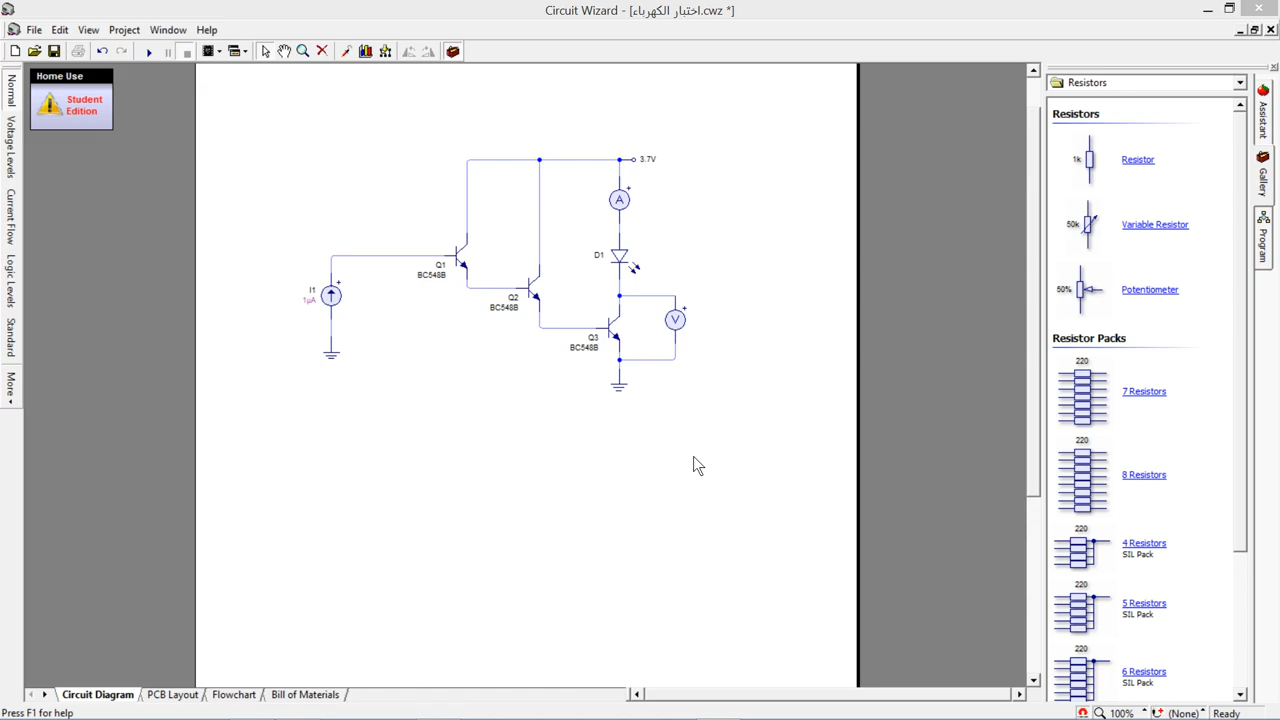 Circuit Wizard - [اختبار الكهرباء.cwz *]
File Edit View Project Window Help
Normal
Voltage Levels
Current Flow
Logic Levels
Standard
More
Home Use
Student
Edition
3.7V
A
D1
Q1
BC548B
I1
1µA
Q2
BC548B
V
Q3
BC548B
Resistors
Resistors
1k Resistor
50k Variable Resistor
50% Potentiometer
Resistor Packs
220
7 Resistors
220
8 Resistors
220
4 Resistors
SIL Pack
220
5 Resistors
SIL Pack
220
6 Resistors
SIL Pack
Assistant
Gallery
Program
Circuit Diagram PCB Layout Flowchart Bill of Materials
Press F1 for help
100% (None) Ready